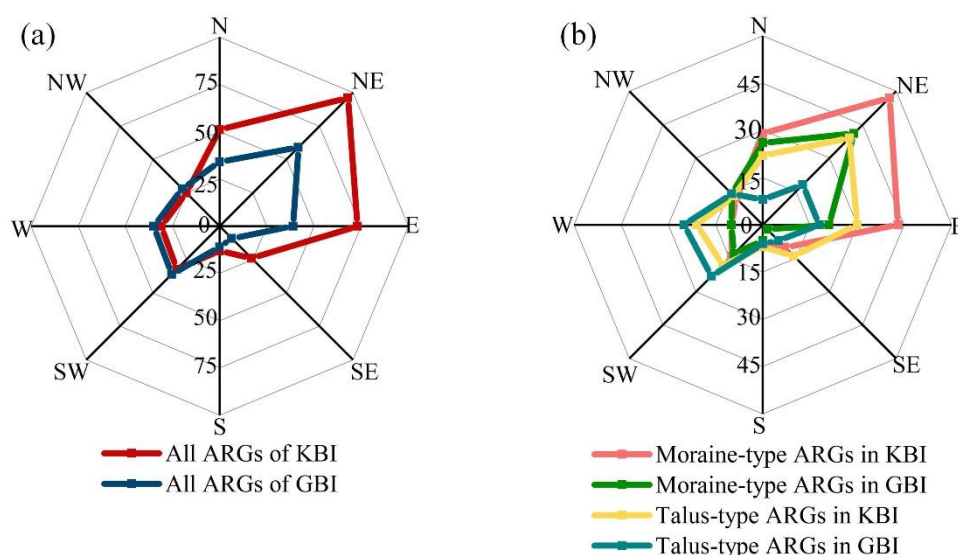 (a)
N
NE
E
SE
S
SW
W
NW
75
50
25
0
25
50
75
All ARGs of KBI
All ARGs of GBI
(b)
N
NE
E
SE
S
SW
W
NW
45
30
15
0
15
30
45
Moraine-type ARGs in KBI
Moraine-type ARGs in GBI
Talus-type ARGs in KBI
Talus-type ARGs in GBI